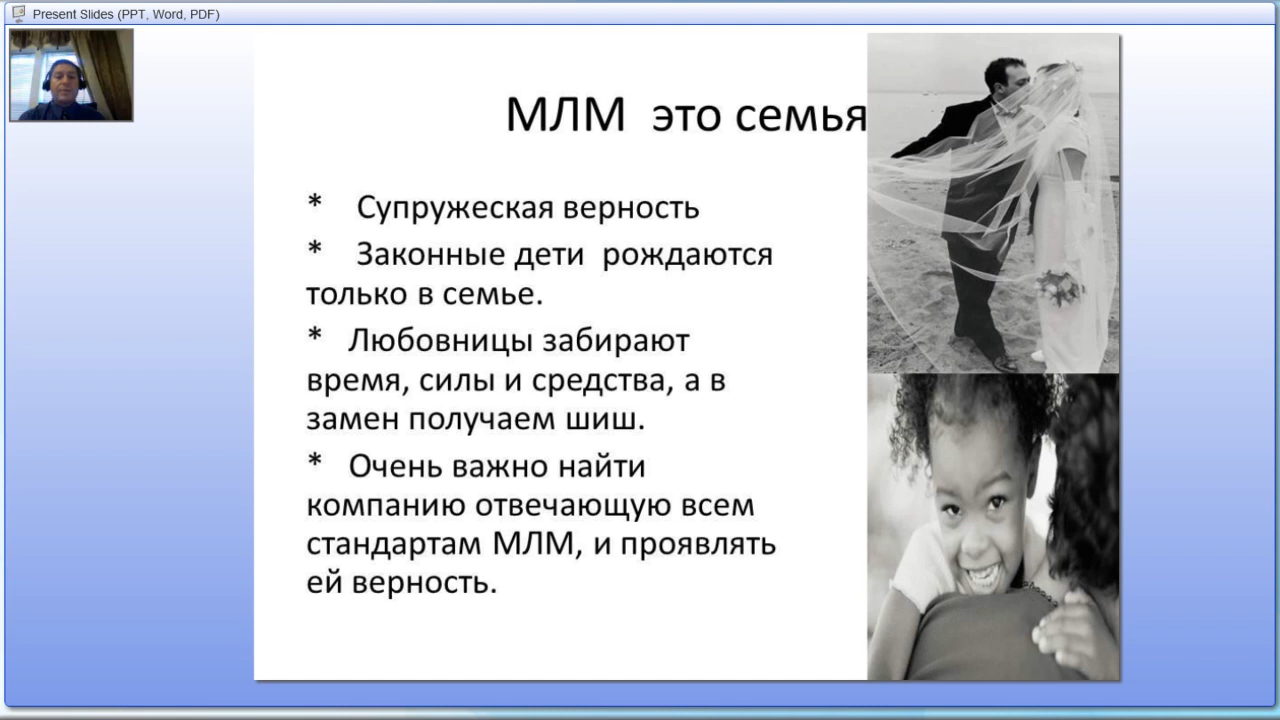 Present Slides (PPT, Word, PDF)
МЛМ  это семья
*    Супружеская верность
*    Законные дети  рождаются
только в семье.
*   Любовницы забирают
время, силы и средства, а в
замен получаем шиш.
*   Очень важно найти
компанию отвечающую всем
стандартам МЛМ, и проявлять
ей верность.